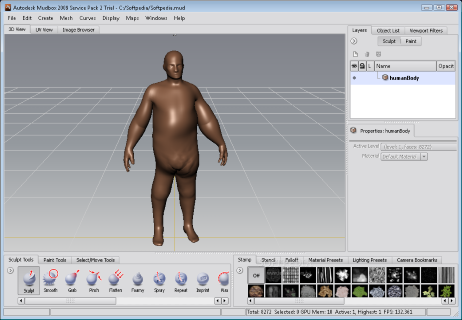 Autodesk Mudbox 2009 Service Pack 2 Trial - C:/Softpedia/Softpedia.mud
File Edit Create Mesh Curves Display Maps Windows Help
3D View UV View Image Browser
Layers Object List Viewport Filters
Sculpt Paint
L Name Opacit
humanBody
Properties: humanBody
Active Level
Material Default Material
Sculpt Tools Paint Tools Select/Move Tools
Stamp Stencil Falloff Material Presets Lighting Presets Camera Bookmarks
Off
Sculpt Smooth Grab Pinch Flatten Foamy Spray Repeat Imprint Wax
Total: 8272 Selected: 0 GPU Mem: 18 Active: 1, Highest: 1 FPS: 132.361